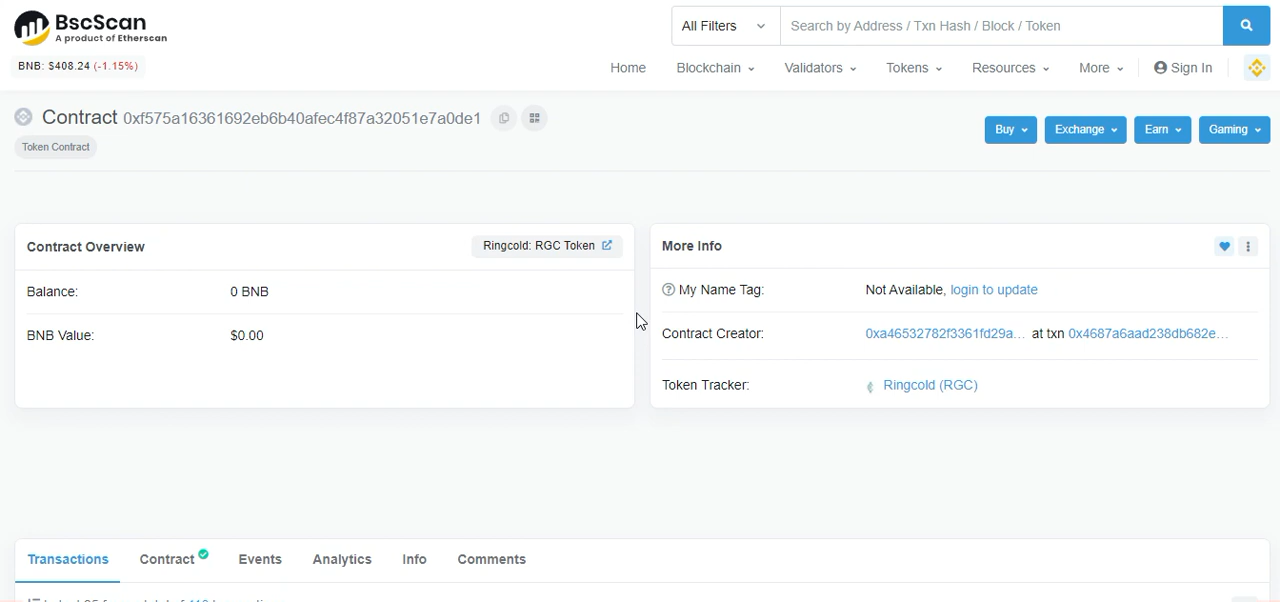 BscScan
A product of Etherscan
All Filters
Search by Address / Txn Hash / Block / Token
BNB: $408.24 (-1.15%)
Home Blockchain Validators Tokens Resources More Sign In
Contract 0xf575a16361692eb6b40afec4f87a32051e7a0de1
Token Contract
Buy Exchange Earn Gaming
Contract Overview
Ringcold: RGC Token
Balance: 0 BNB
BNB Value: $0.00
More Info
My Name Tag: Not Available, login to update
Contract Creator: 0xa46532782f3361fd29a... at txn 0x4687a6aad238db682e...
Token Tracker: Ringcold (RGC)
Transactions Contract Events Analytics Info Comments